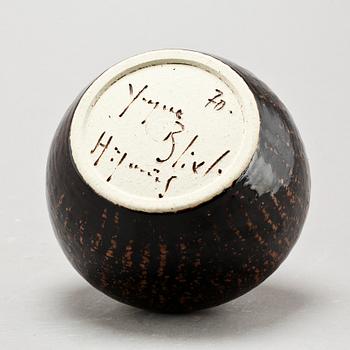 Yngve 70.
Blixt.
Höganäs